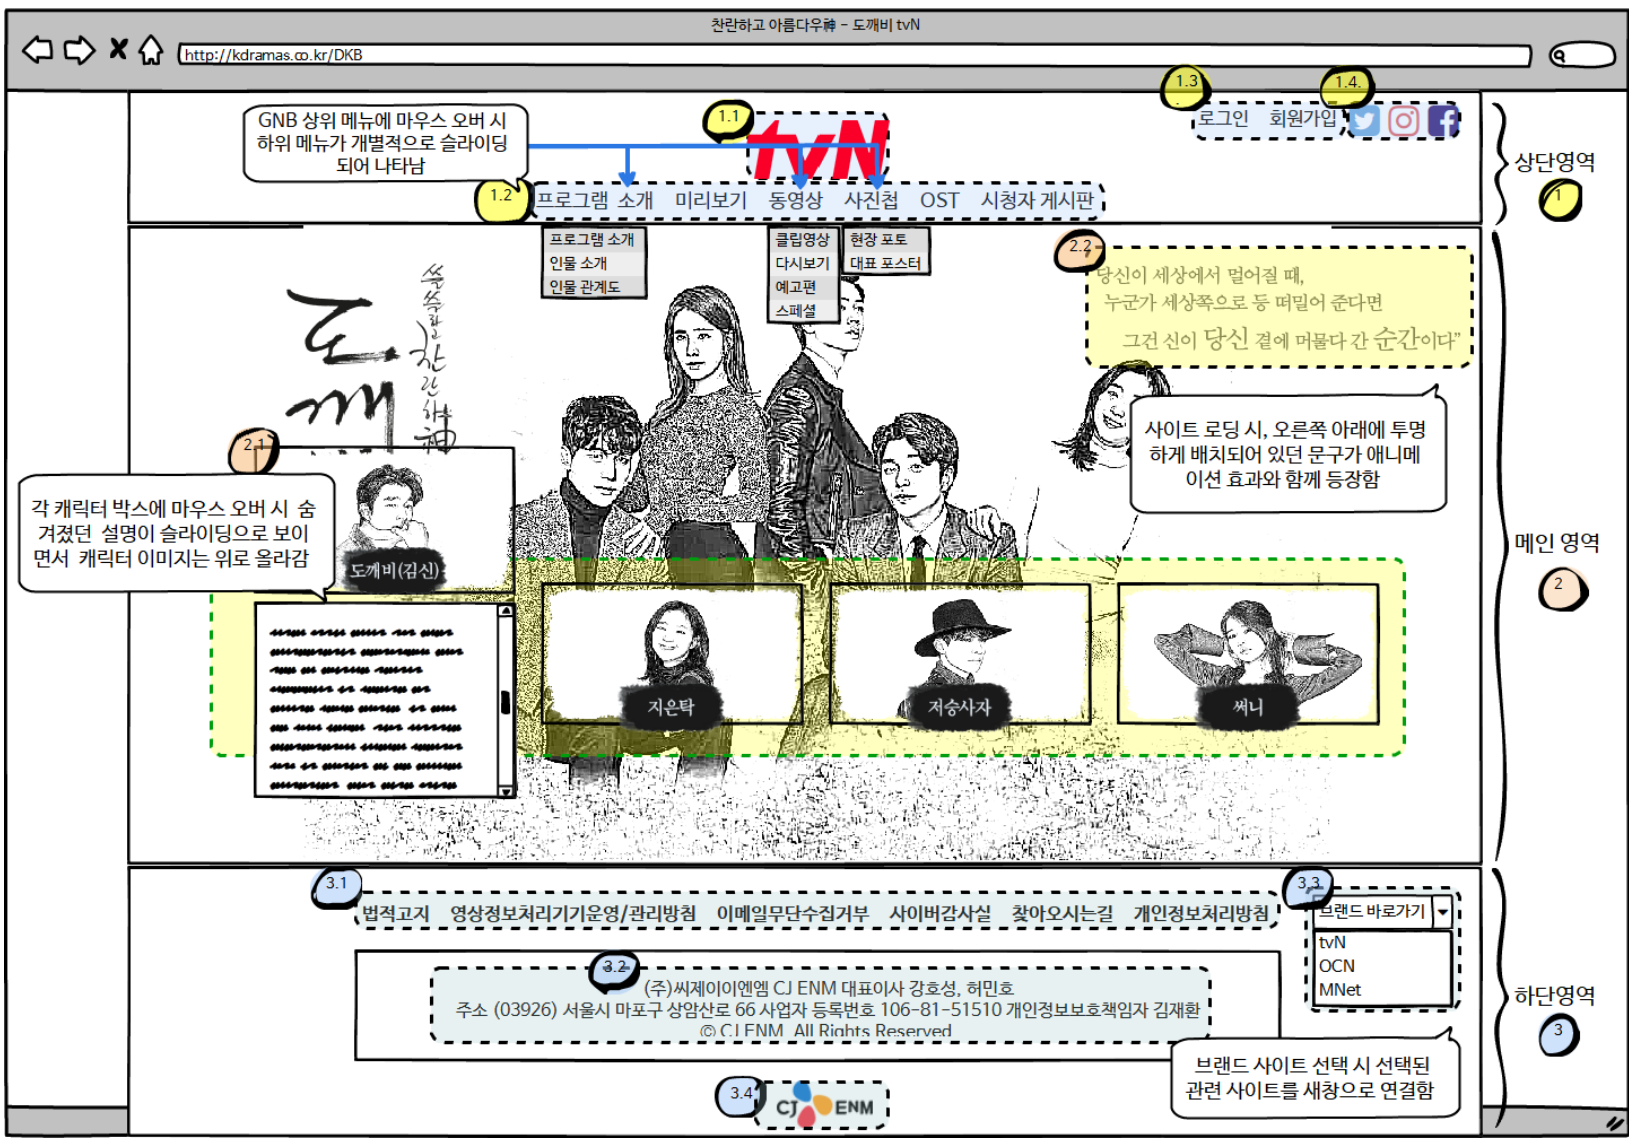 찬란하고 아름다우神 - 도깨비 tvN
http://kdramas.co.kr/DKB
GNB 상위 메뉴에 마우스 오버 시
하위 메뉴가 개별적으로 슬라이딩
되어 나타남
1.1
tvN
1.3
로그인 회원가입
1.4.
상단영역
1
1.2
프로그램 소개 미리보기 동영상 사진첩 OST 시청자 게시판
프로그램 소개
인물 소개
인물 관계도
클립영상
다시보기
예고편
스페셜
현장 포토
대표 포스터
2.2
당신이 세상에서 멀어질 때,
누군가 세상쪽으로 등 떠밀어 준다면
그건 신이 당신 곁에 머물다 간 순간이다”
쓸쓸하고 찬란하神
도깨
사이트 로딩 시, 오른쪽 아래에 투명
하게 배치되어 있던 문구가 애니메
이션 효과와 함께 등장함
2.1
각 캐릭터 박스에 마우스 오버 시 숨
겨졌던 설명이 슬라이딩으로 보이
면서 캐릭터 이미지는 위로 올라감
도깨비(김신)
지은탁
저승사자
써니
메인 영역
2
3.1
법적고지 영상정보처리기기운영/관리방침 이메일무단수집거부 사이버감사실 찾아오시는길 개인정보처리방침
3.3
브랜드 바로가기
tvN
OCN
MNet
3.2
(주)씨제이이엔엠 CJ ENM 대표이사 강호성, 허민호
주소 (03926) 서울시 마포구 상암산로 66 사업자 등록번호 106-81-51510 개인정보보호책임자 김재환
© CJ ENM. All Rights Reserved
하단영역
3
브랜드 사이트 선택 시 선택된
관련 사이트를 새창으로 연결함
3.4
CJ ENM